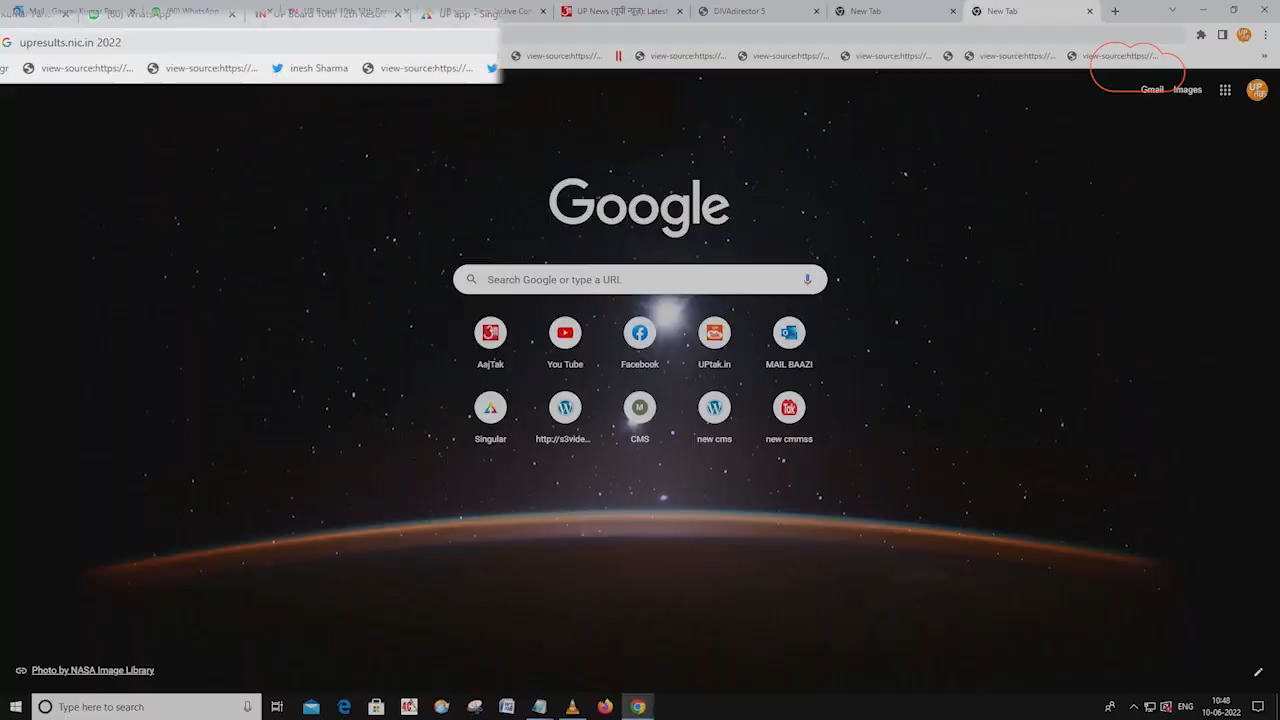 (60) WhatsApp
UP Board 10th 12th Result
UP app - Sing
Live Con
UP News
Latest
DIVAdirector 5
New Tab
New Tab
upresults.nic.in 2022
gr
view-source:https://...
view-source:https://...
inesh Sharma
view-source:https://...
view-source:https://...
view-source:https://...
view-source:https://...
view-source:https://...
view-source:https://...
view-source:https://...
Gmail
Images
Google
Search Google or type a URL
AajTak
You Tube
Facebook
UPtak.in
MAIL BAAZI
Singular
http://s3vide...
CMS
new cms
new cmmss
Photo by NASA Image Library
Type here to search
ENG
10:48
10-06-2022